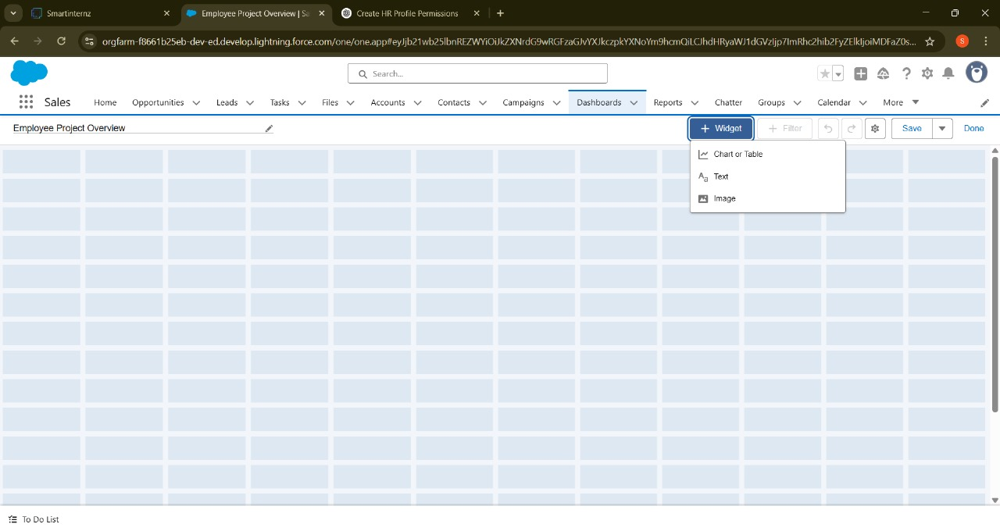 Smartinternz
Employee Project Overview | Sa
Create HR Profile Permissions
orgfarm-f8661b25eb-dev-ed.develop.lightning.force.com/one/one.app#
Search...
Sales
Home
Opportunities
Leads
Tasks
Files
Accounts
Contacts
Campaigns
Dashboards
Reports
Chatter
Groups
Calendar
More
Employee Project Overview
+ Widget
+ Filter
Save
Done
Chart or Table
Aa Text
Image
To Do List
S